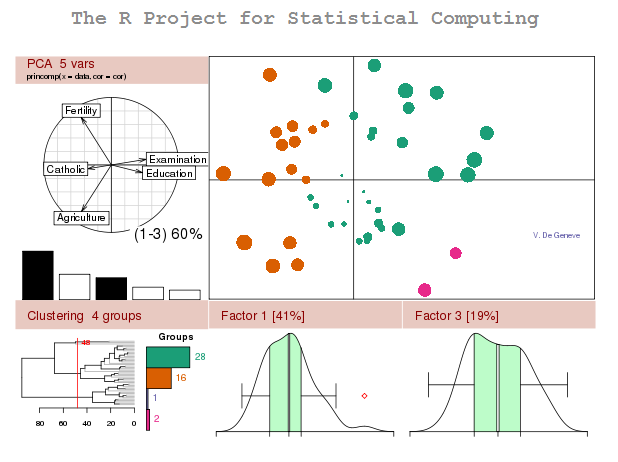 The R Project for Statistical Computing
PCA 5 vars
princomp(x = data, cor = cor)
Fertility
Catholic
Examination
Education
Agriculture
(1-3) 60%
V. De Geneve
Clustering 4 groups
Factor 1 [41%]
Factor 3 [19%]
48
Groups
28
16
1
2
80 60 40 20 0